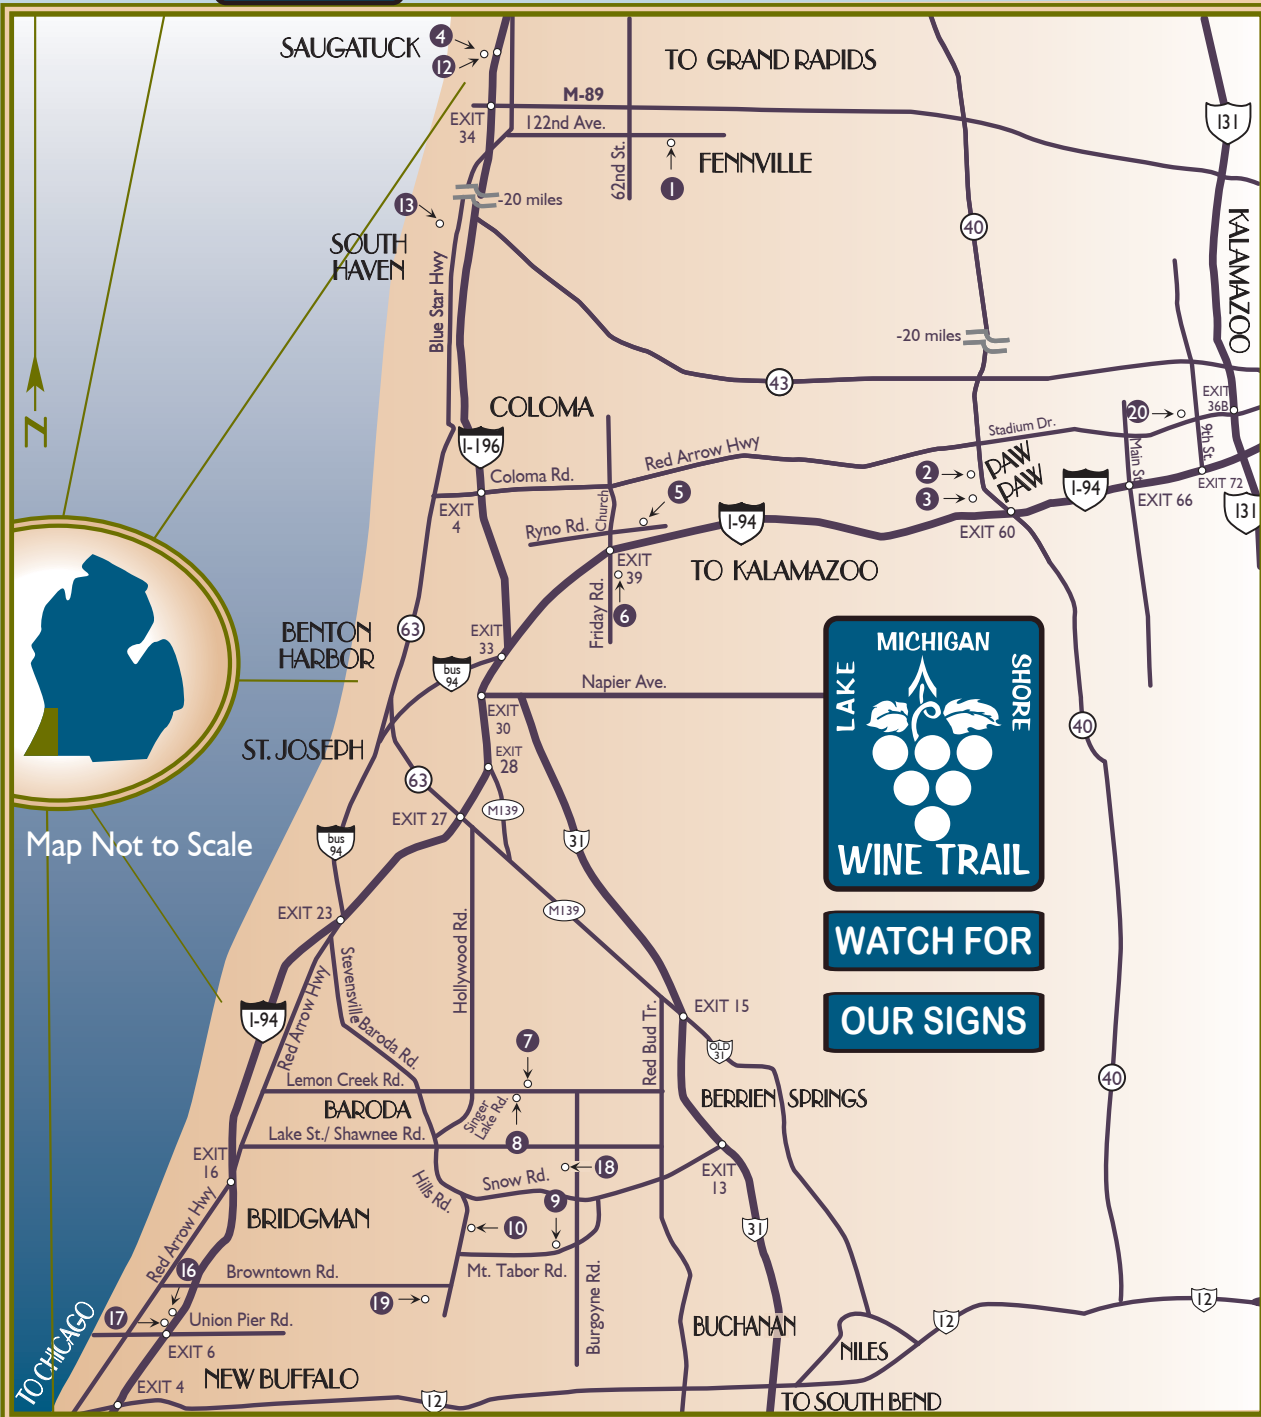 SAUGATUCK
4
12
TO GRAND RAPIDS
M-89
EXIT
34
122nd Ave.
62nd St.
1
FENNVILLE
131
13
-20 miles
SOUTH
HAVEN
40
KALAMAZOO
Blue Star Hwy
-20 miles
43
N
COLOMA
EXIT
36B
20
I-196
Stadium Dr.
Main St.
9th St.
Red Arrow Hwy
Coloma Rd.
2
3
PAW
PAW
5
Church
EXIT
4
Ryno Rd.
I-94
I-94
EXIT 66
EXIT 72
131
EXIT 60
EXIT
39
TO KALAMAZOO
Friday Rd.
6
63
BENTON
HARBOR
EXIT
33
bus
94
Napier Ave.
MICHIGAN
LAKE
SHORE
WINE TRAIL
WATCH FOR
OUR SIGNS
EXIT
30
40
ST. JOSEPH
EXIT
28
63
M139
EXIT 27
31
Map Not to Scale
bus
94
EXIT 23
M139
Hollywood Rd.
Stevensville
Baroda Rd.
Red Arrow Hwy
I-94
EXIT 15
Red Bud Tr.
OLD
31
7
Lemon Creek Rd.
BARODA
Singer
Lake Rd.
BERRIEN SPRINGS
40
Lake St./ Shawnee Rd.
8
EXIT
16
18
EXIT
13
Hills Rd.
Snow Rd.
9
BRIDGMAN
10
31
Red Arrow Hwy
16
Browntown Rd.
Mt. Tabor Rd.
19
Burgoyne Rd.
17
Union Pier Rd.
12
12
BUCHANAN
NILES
TO CHICAGO
EXIT 6
EXIT 4
NEW BUFFALO
12
TO SOUTH BEND